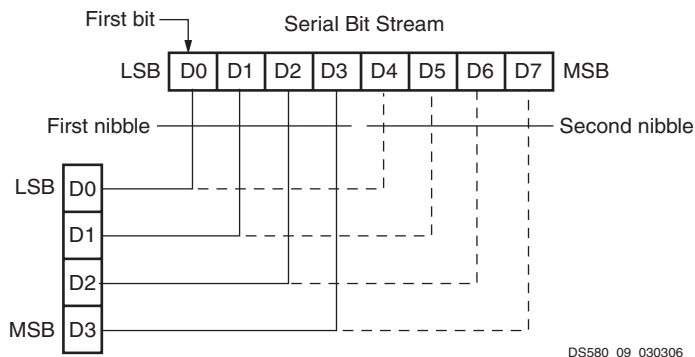 First bit
Serial Bit Stream
LSB D0 D1 D2 D3 D4 D5 D6 D7 MSB
First nibble Second nibble
LSB D0
D1
D2
MSB D3
DS580_09_030306